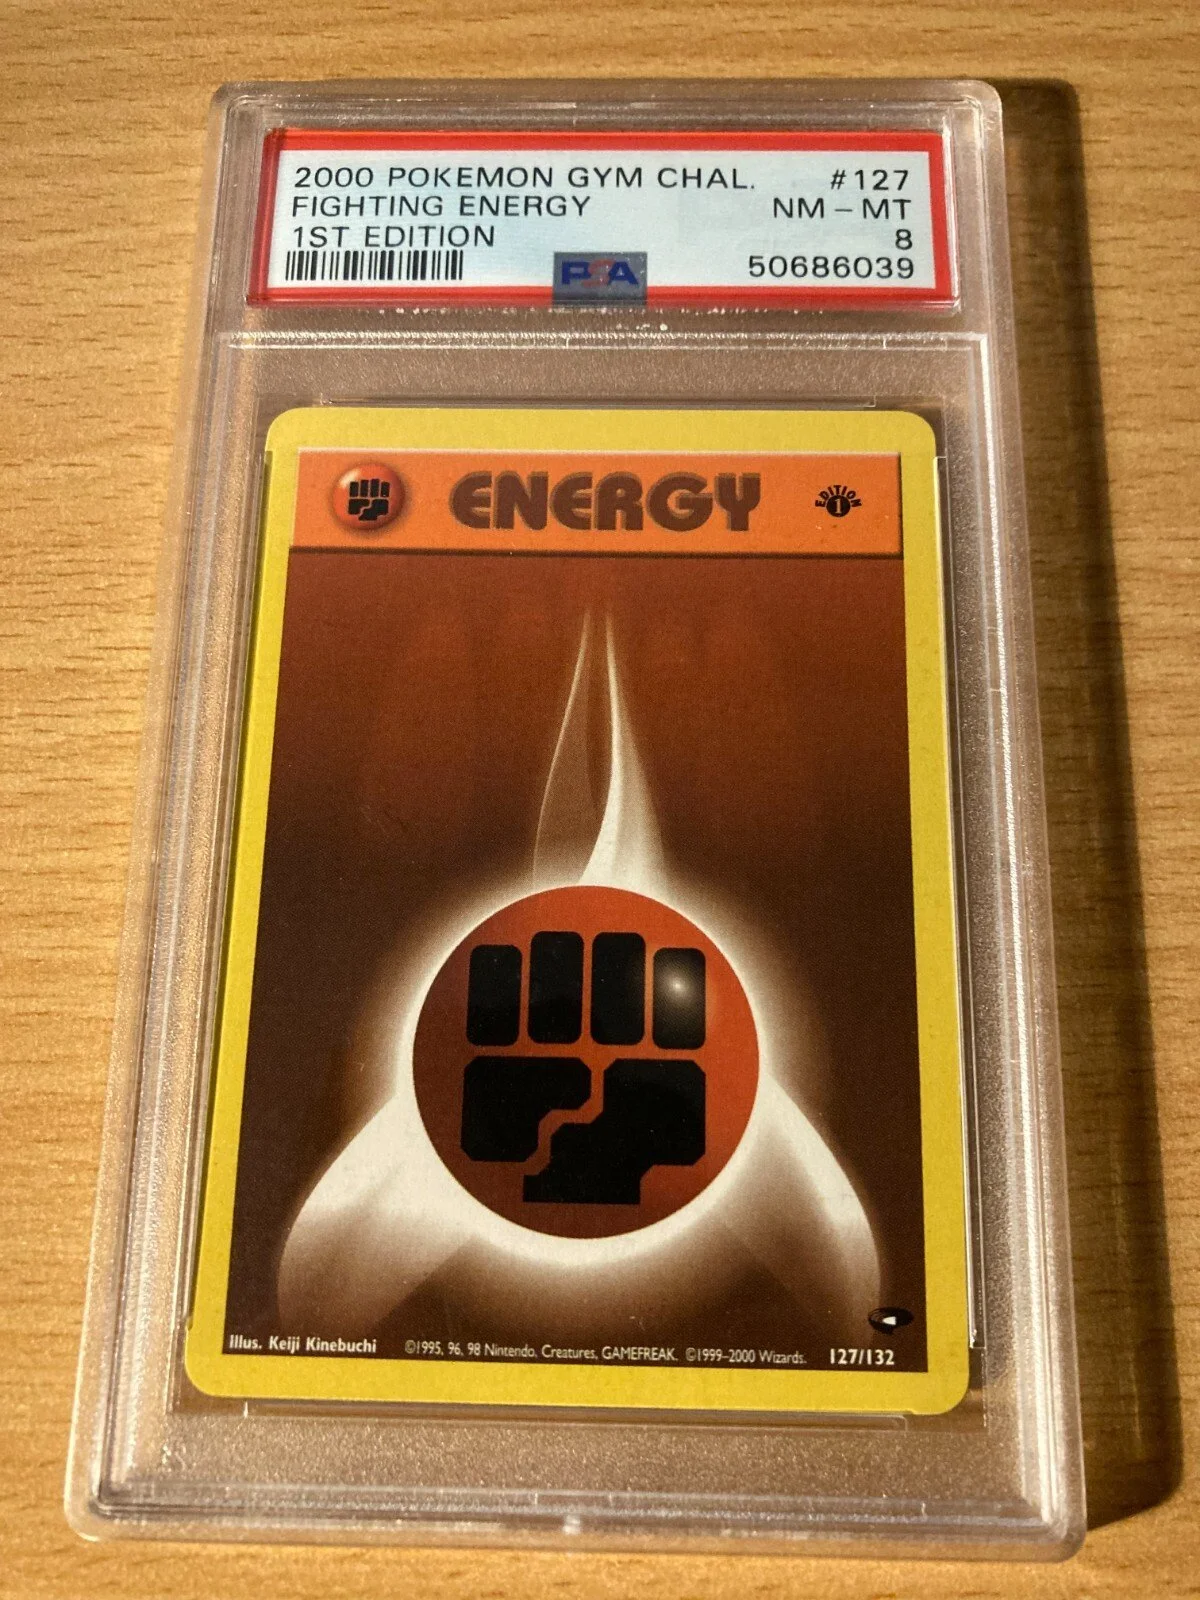 2000 POKEMON GYM CHAL. #127
FIGHTING ENERGY NM - MT
1ST EDITION 8
PSA 50686039
ENERGY
EDITION
1
Illus. Keiji Kinebuchi ©1995, 96, 98 Nintendo, Creatures, GAMEFREAK. ©1999-2000 Wizards. 127/132